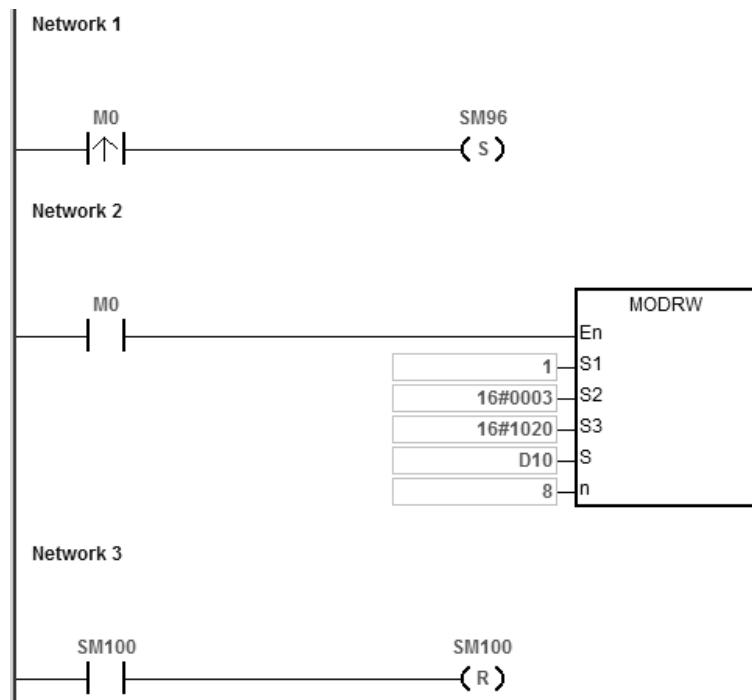 Network 1
M0
SM96
S
Network 2
M0
MODRW
En
1 S1
16#0003 S2
16#1020 S3
D10 S
8 n
Network 3
SM100
SM100
R